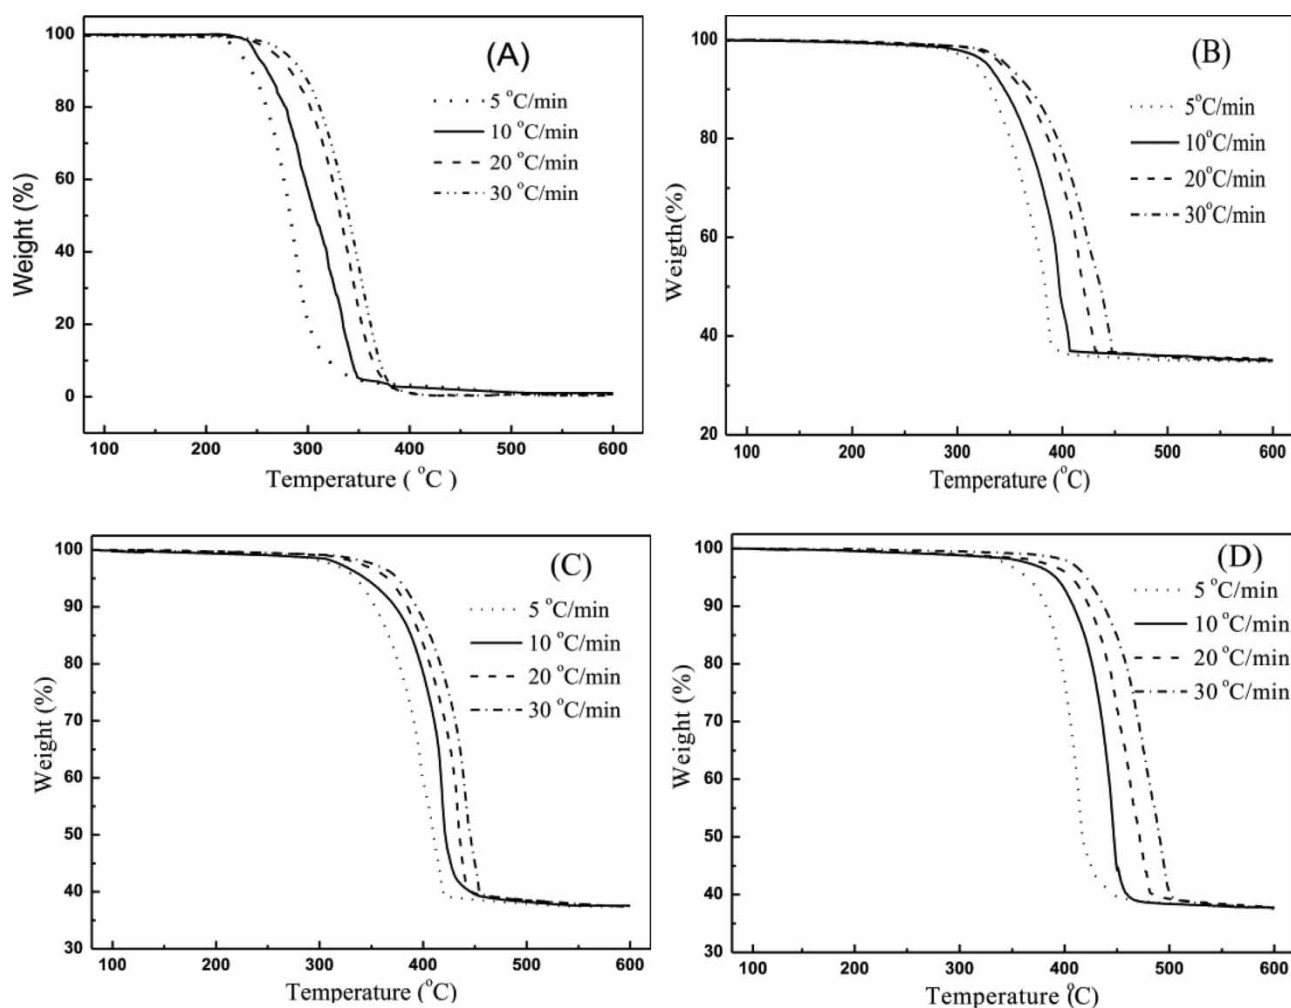 (A)
5 °C/min
10 °C/min
20 °C/min
30 °C/min
Weight (%)
100
80
60
40
20
0
100
200
300
400
500
600
Temperature ( °C )
(B)
5°C/min
10°C/min
20°C/min
30°C/min
Weigth(%)
100
80
60
40
20
100
200
300
400
500
600
Temperature (°C)
(C)
5 °C/min
10 °C/min
20 °C/min
30 °C/min
Weight (%)
100
90
80
70
60
50
40
30
100
200
300
400
500
600
Temperature (°C)
(D)
5 °C/min
10 °C/min
20 °C/min
30 °C/min
Weight (%)
100
90
80
70
60
50
40
30
100
200
300
400
500
600
Temperature (°C)